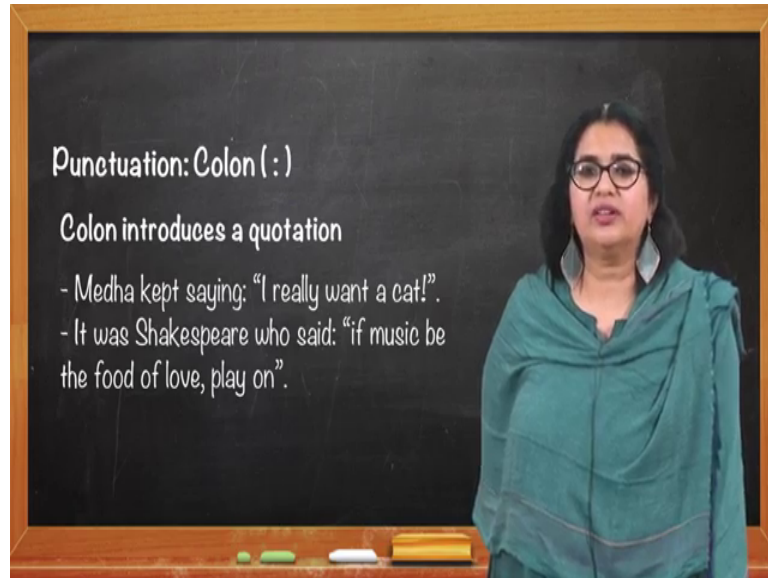 Punctuation: Colon ( : )
Colon introduces a quotation
- Medha kept saying: “I really want a cat!”.
- It was Shakespeare who said: “if music be
the food of love, play on”.